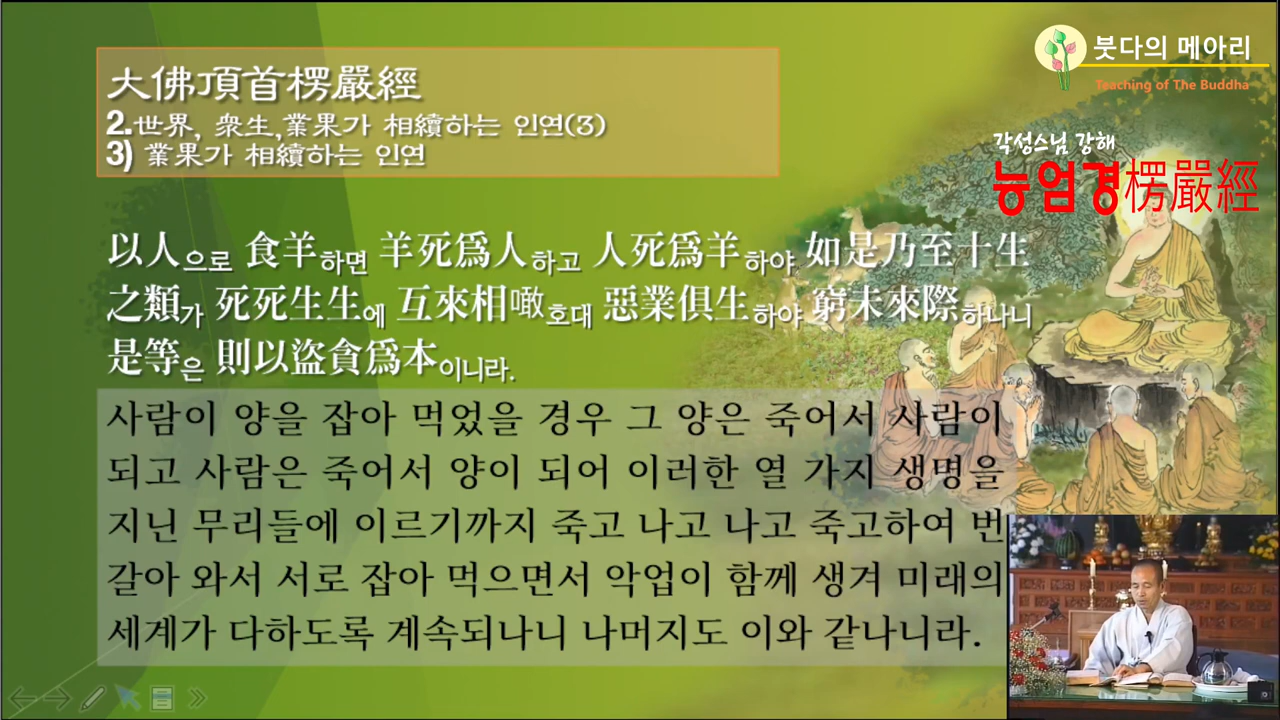 大佛頂首楞嚴經
2.世界, 衆生,業果가 相續하는 인연(3)
3) 業果가 相續하는 인연
붓다의 메아리
Teaching of The Buddha
각성스님 강해
능엄경楞嚴經
以人으로 食羊하면 羊死爲人하고 人死爲羊하야 如是乃至十生
之類가 死死生生에 互來相噉호대 惡業俱生하야 窮未來際하나니
是等은 則以盜貪爲本이니라.
사람이 양을 잡아 먹었을 경우 그 양은 죽어서 사람이
되고 사람은 죽어서 양이 되어 이러한 열 가지 생명을
지닌 무리들에 이르기까지 죽고 나고 나고 죽고하여 번
갈아 와서 서로 잡아 먹으면서 악업이 함께 생겨 미래의
세계가 다하도록 계속되나니 나머지도 이와 같나니라.